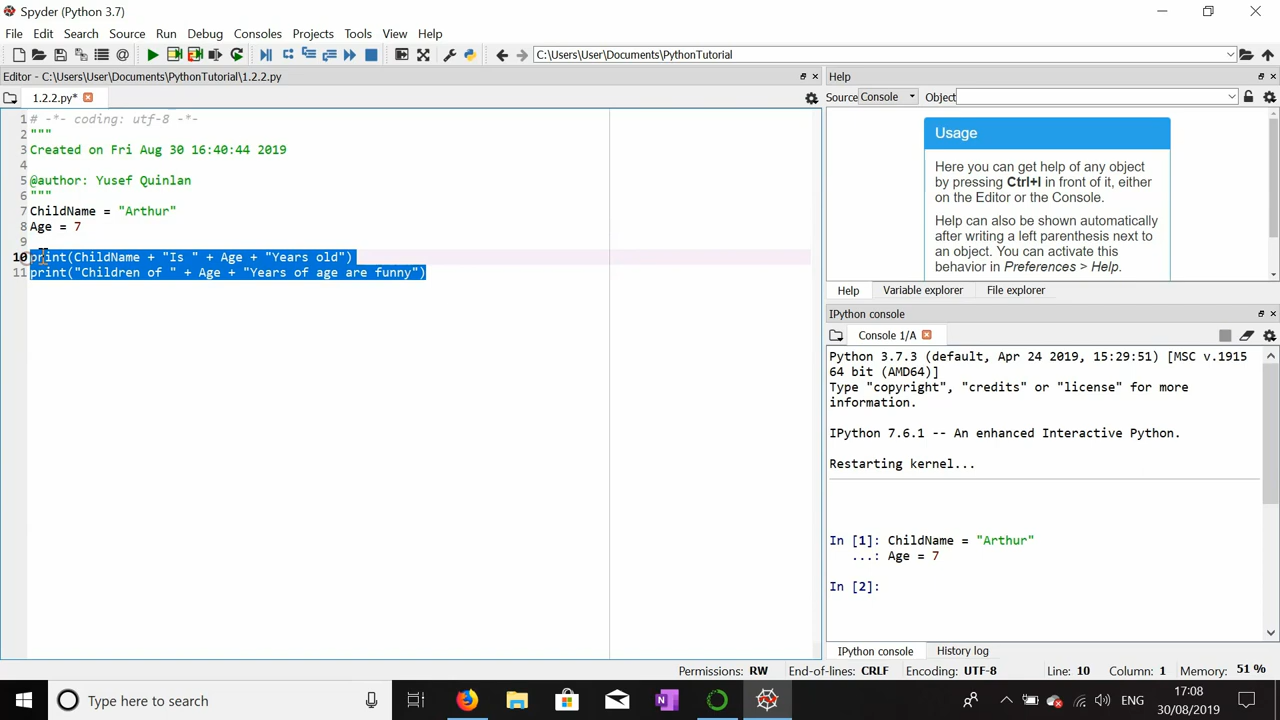 Spyder (Python 3.7)
File Edit Search Source Run Debug Consoles Projects Tools View Help
C:\Users\User\Documents\PythonTutorial
Editor - C:\Users\User\Documents\PythonTutorial\1.2.2.py
1.2.2.py*
1 # -*- coding: utf-8 -*-
2 """
3 Created on Fri Aug 30 16:40:44 2019
4
5 @author: Yusef Quinlan
6 """
7 ChildName = "Arthur"
8 Age = 7
9
10 print(ChildName + "Is " + Age + "Years old")
11 print("Children of " + Age + "Years of age are funny")
Help
Source Console Object
Usage
Here you can get help of any object
by pressing Ctrl+I in front of it, either
on the Editor or the Console.
Help can also be shown automatically
after writing a left parenthesis next to
an object. You can activate this
behavior in Preferences > Help.
Help Variable explorer File explorer
IPython console
Console 1/A
Python 3.7.3 (default, Apr 24 2019, 15:29:51) [MSC v.1915
64 bit (AMD64)]
Type "copyright", "credits" or "license" for more
information.
IPython 7.6.1 -- An enhanced Interactive Python.
Restarting kernel...
In [1]: ChildName = "Arthur"
...: Age = 7
In [2]:
IPython console History log
Permissions: RW End-of-lines: CRLF Encoding: UTF-8 Line: 10 Column: 1 Memory: 51 %
Type here to search
ENG
17:08
30/08/2019